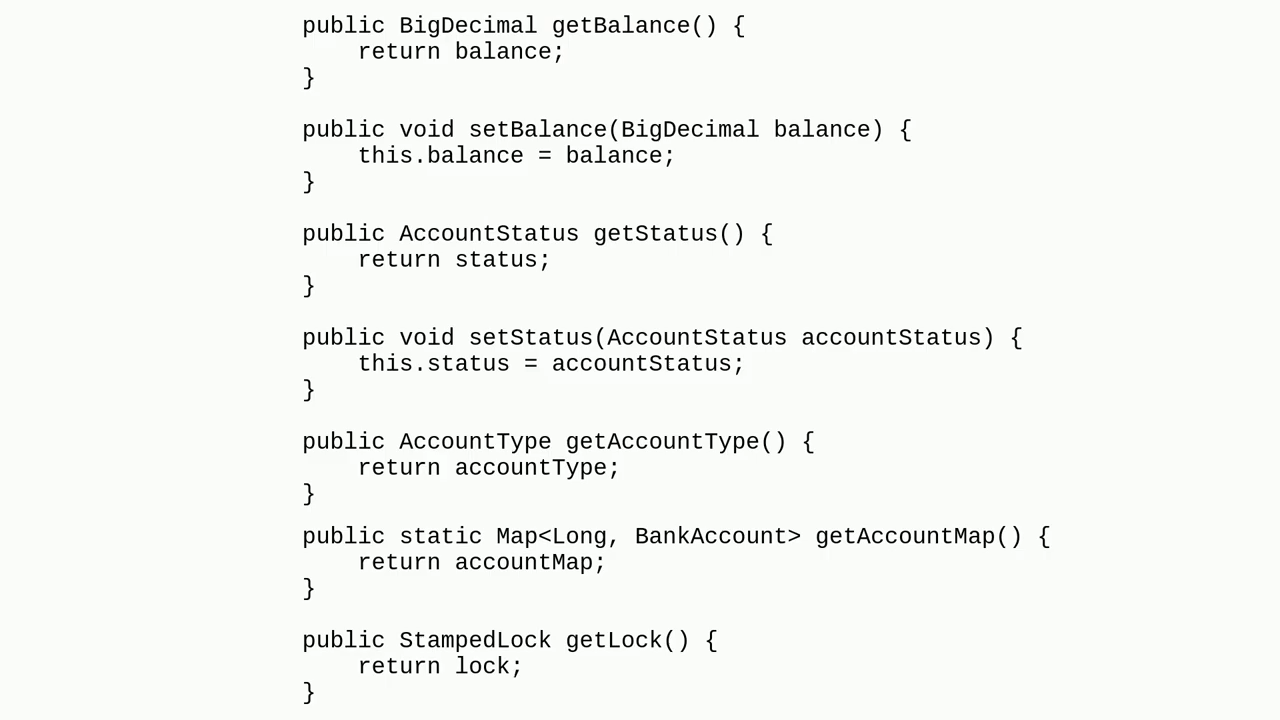 public BigDecimal getBalance() {
    return balance;
}

public void setBalance(BigDecimal balance) {
    this.balance = balance;
}

public AccountStatus getStatus() {
    return status;
}

public void setStatus(AccountStatus accountStatus) {
    this.status = accountStatus;
}

public AccountType getAccountType() {
    return accountType;
}
public static Map<Long, BankAccount> getAccountMap() {
    return accountMap;
}

public StampedLock getLock() {
    return lock;
}